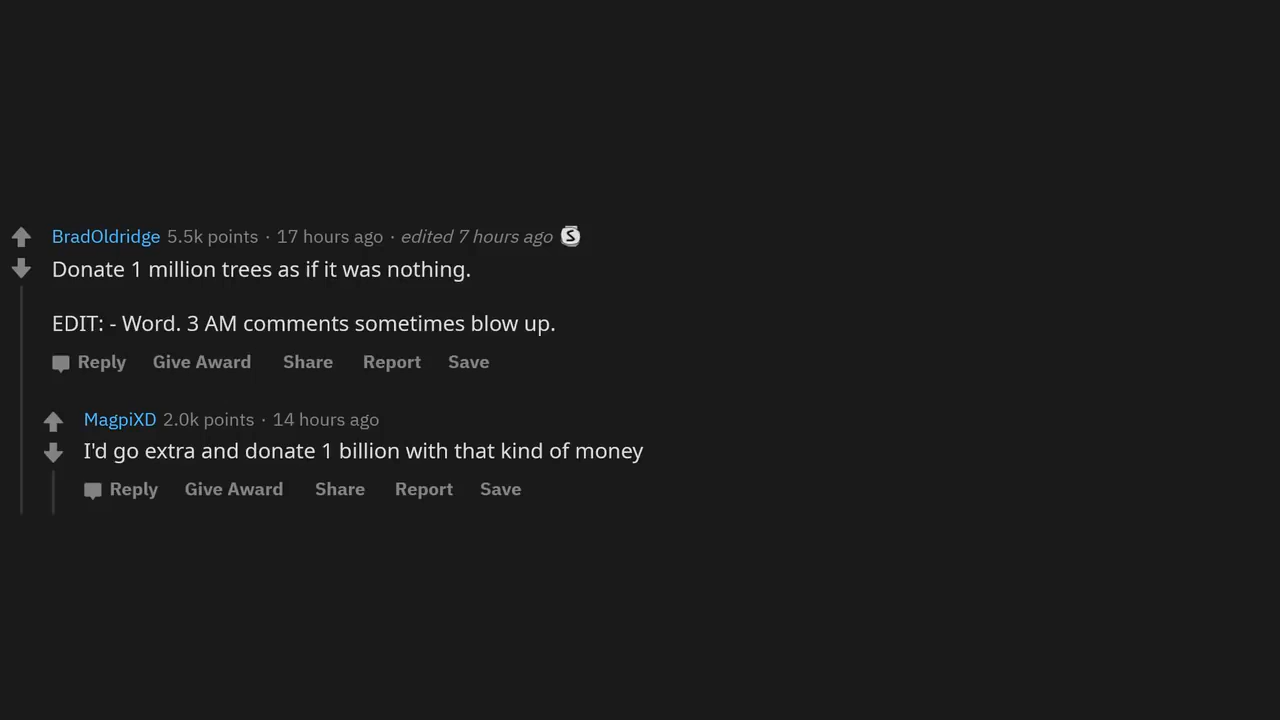 BradOldridge 5.5k points · 17 hours ago · edited 7 hours ago S
Donate 1 million trees as if it was nothing.
EDIT: - Word. 3 AM comments sometimes blow up.
Reply Give Award Share Report Save
MagpiXD 2.0k points · 14 hours ago
I'd go extra and donate 1 billion with that kind of money
Reply Give Award Share Report Save